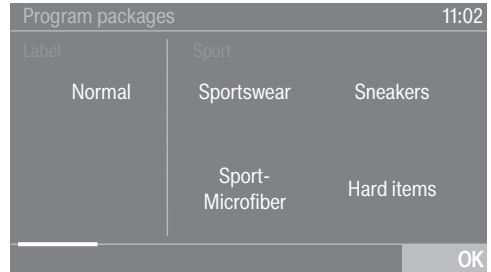 Program packages 11:02
Label Sport
Normal Sportswear Sneakers
Sport-
Microfiber Hard items
OK